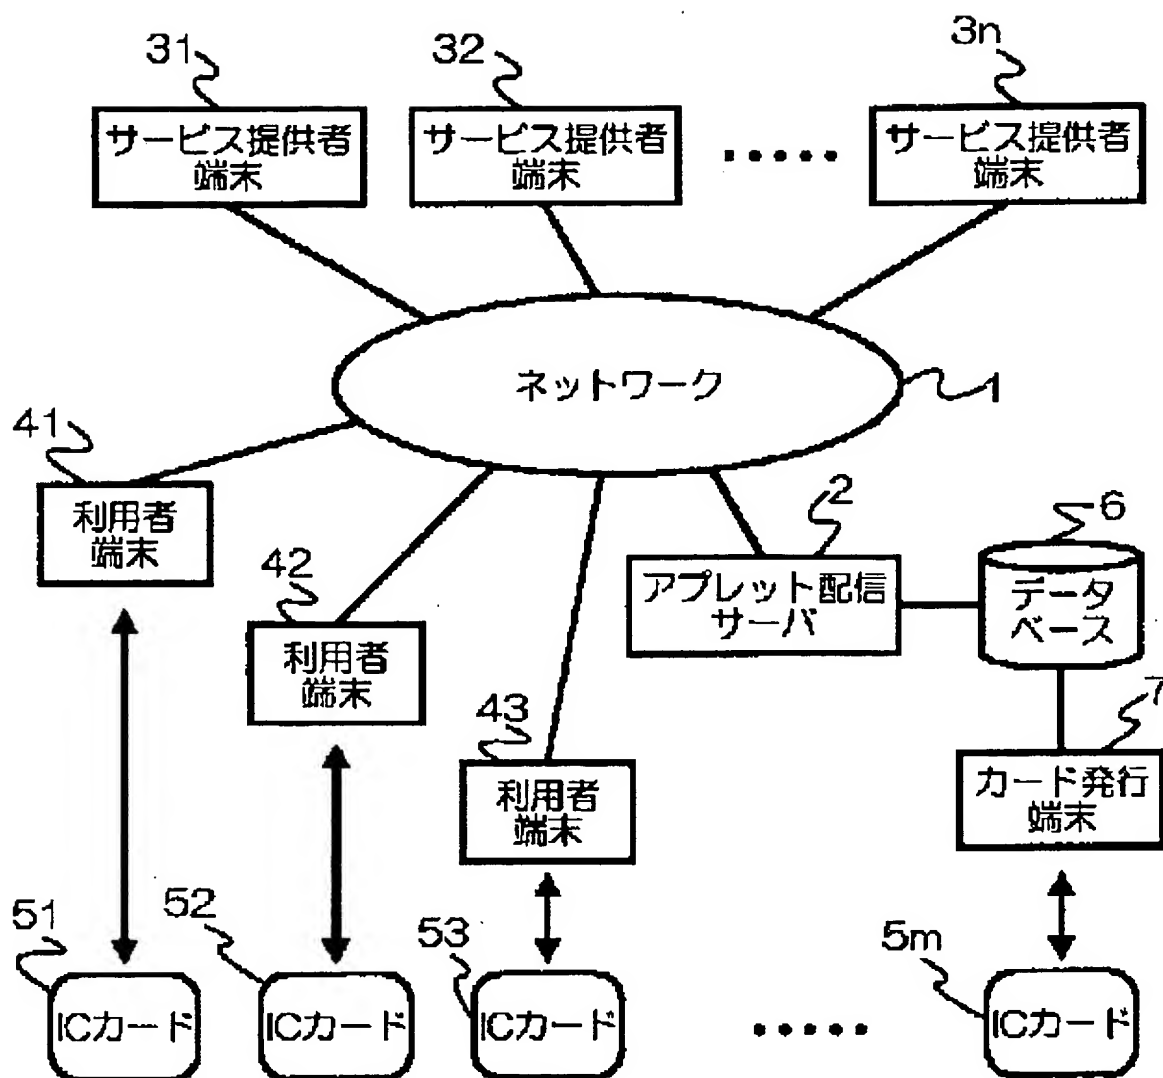 31
32
3n
サービス提供者
端末
サービス提供者
端末
サービス提供者
端末
ネットワーク
1
41
利用者
端末
42
利用者
端末
43
利用者
端末
2
アプレット配信
サーバ
6
データ
ベース
7
カード発行
端末
51
ICカード
52
ICカード
53
ICカード
5m
ICカード